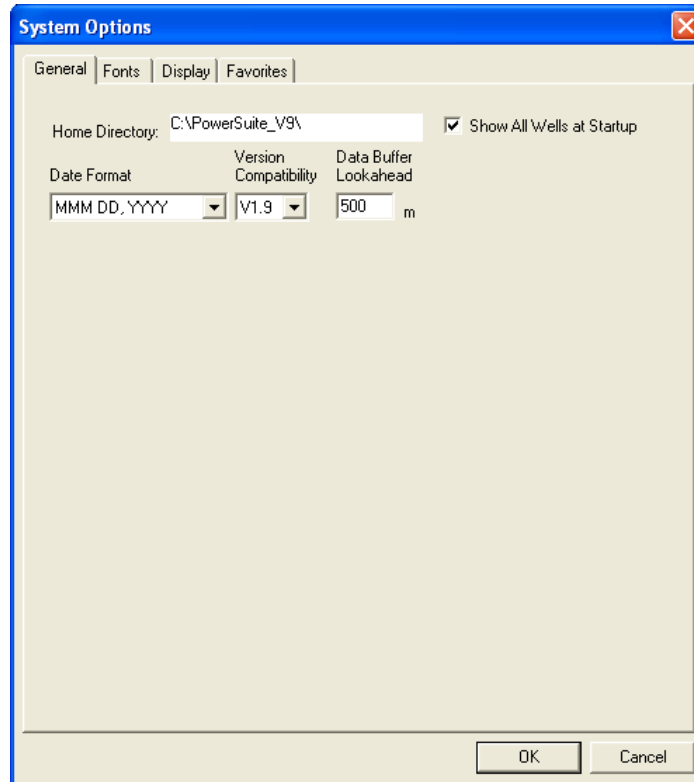 System Options
General Fonts Display Favorites
Home Directory: C:\PowerSuite_V9\ Show All Wells at Startup
Date Format Version Compatibility Data Buffer Lookahead
MMM DD, YYYY V1.9 500 m
OK Cancel